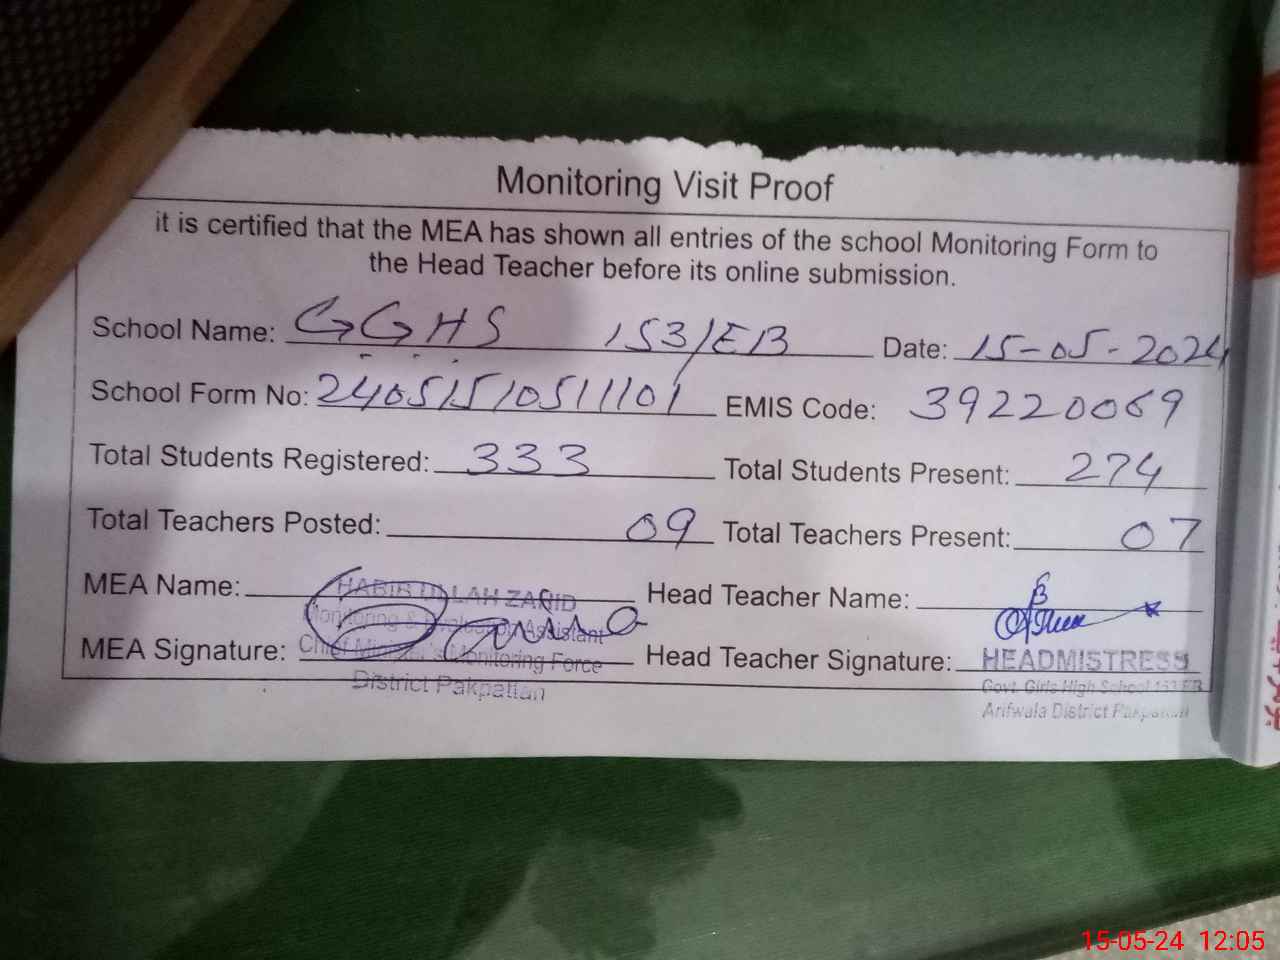 Monitoring Visit Proof
it is certified that the MEA has shown all entries of the school Monitoring Form to
the Head Teacher before its online submission.
School Name: GGHS 153/EB Date: 15-05-2024
School Form No: 24051510511101 EMIS Code: 39220069
Total Students Registered: 333 Total Students Present: 274
Total Teachers Posted: 09 Total Teachers Present: 07
MEA Name: HABIB ULLAH ZAHID Head Teacher Name:
Monitoring & Evaluation Assistant
MEA Signature: Chief Minister's Monitoring Force Head Teacher Signature: HEADMISTRESS
District Pakpattan Govt. Girls High School 153 EB
Arifwala District Pakpattan
15-05-24 12:05